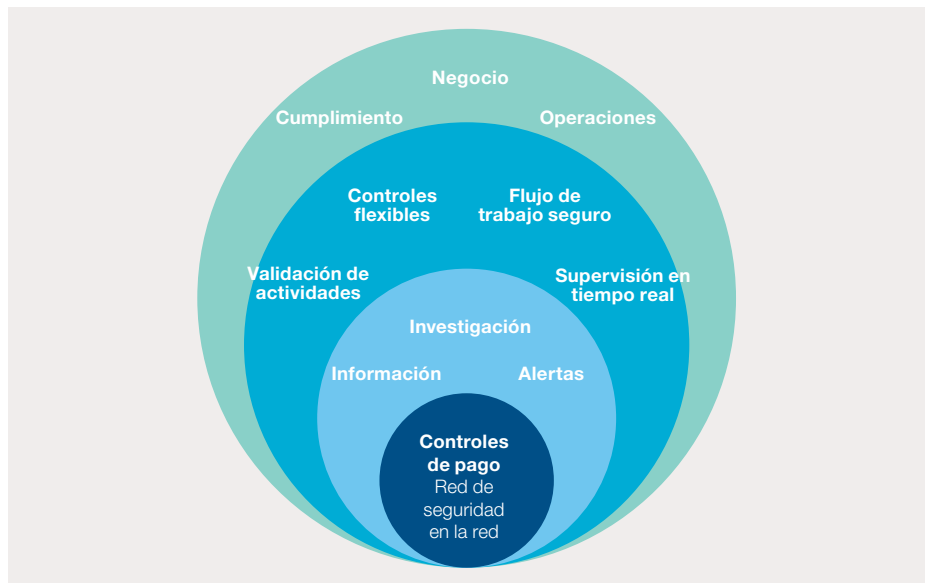 Negocio
Cumplimiento
Operaciones
Controles
flexibles
Flujo de
trabajo seguro
Validación de
actividades
Supervisión en
tiempo real
Investigación
Información
Alertas
Controles
de pago
Red de
seguridad
en la red